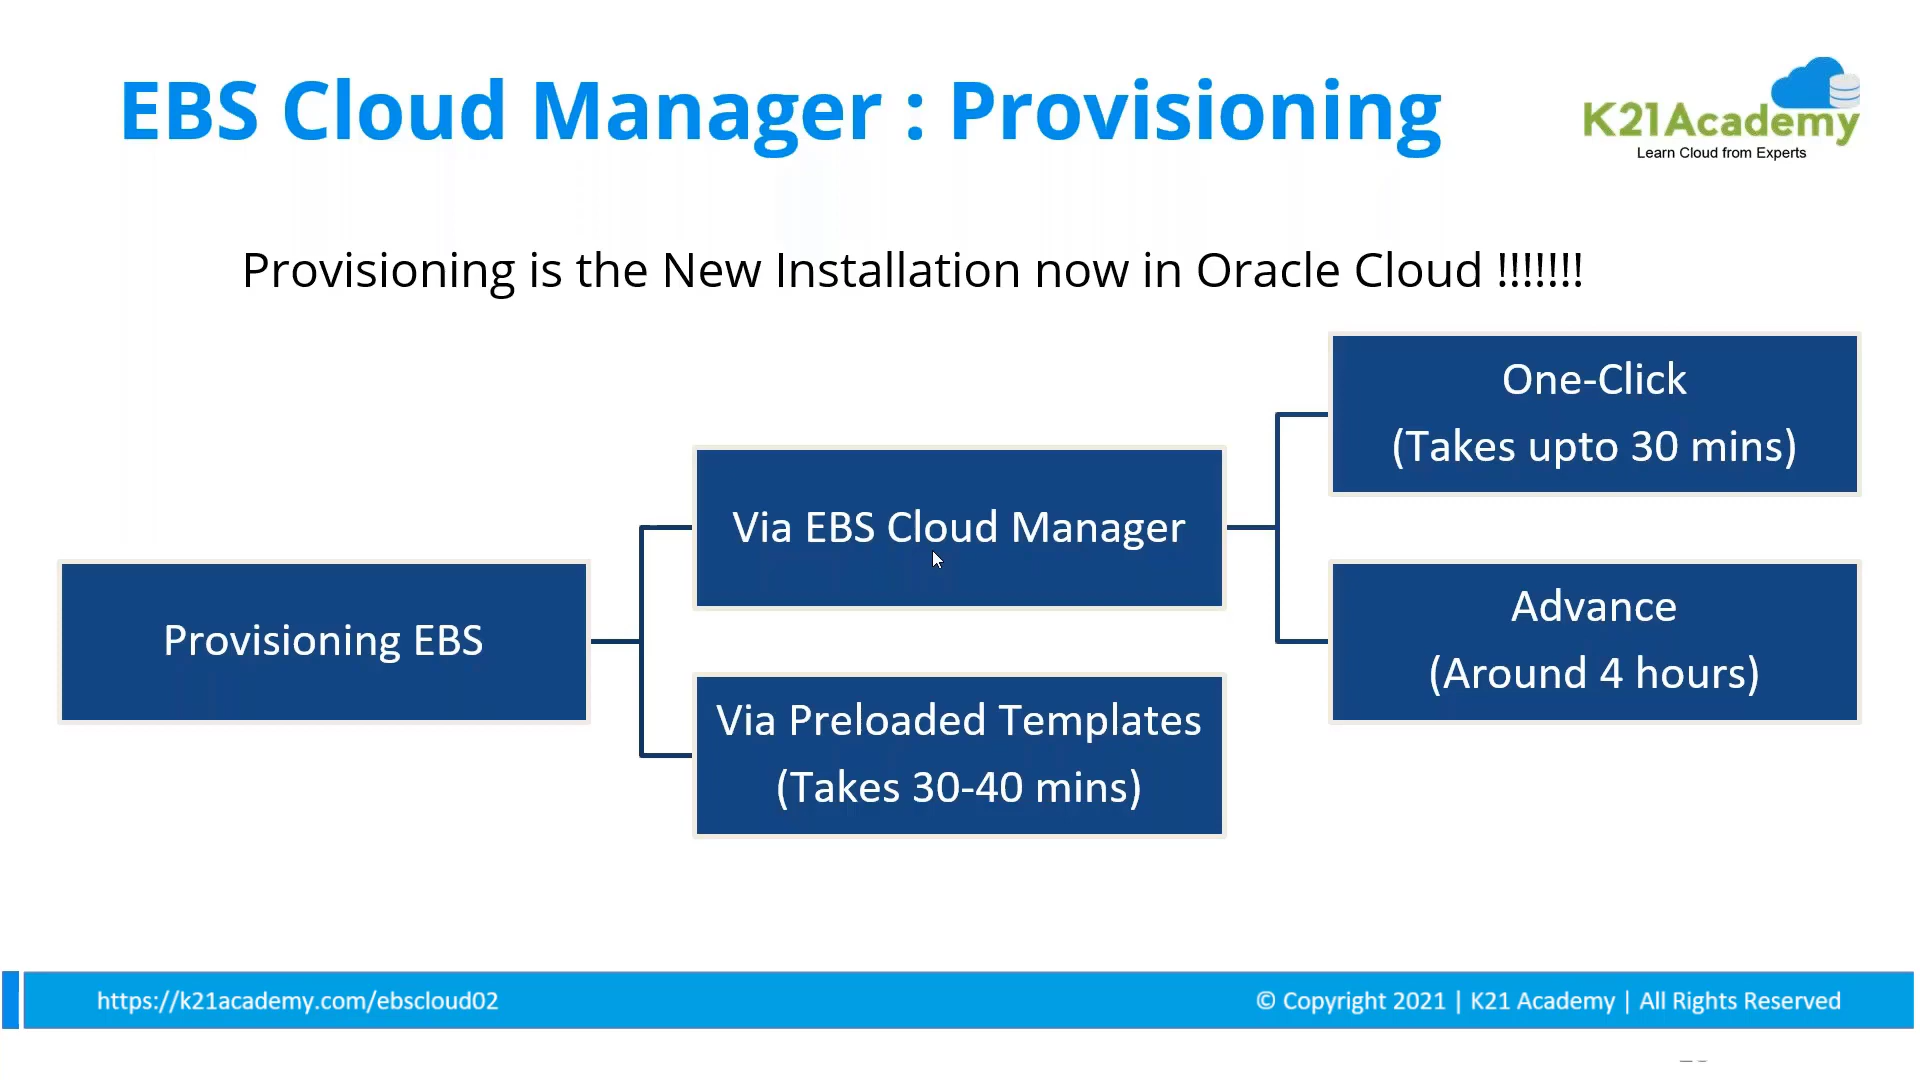 EBS Cloud Manager : Provisioning
K21Academy
Learn Cloud from Experts
Provisioning is the New Installation now in Oracle Cloud !!!!!!!
Provisioning EBS
Via EBS Cloud Manager
Via Preloaded Templates
(Takes 30-40 mins)
One-Click
(Takes upto 30 mins)
Advance
(Around 4 hours)
https://k21academy.com/ebscloud02
© Copyright 2021 | K21 Academy | All Rights Reserved